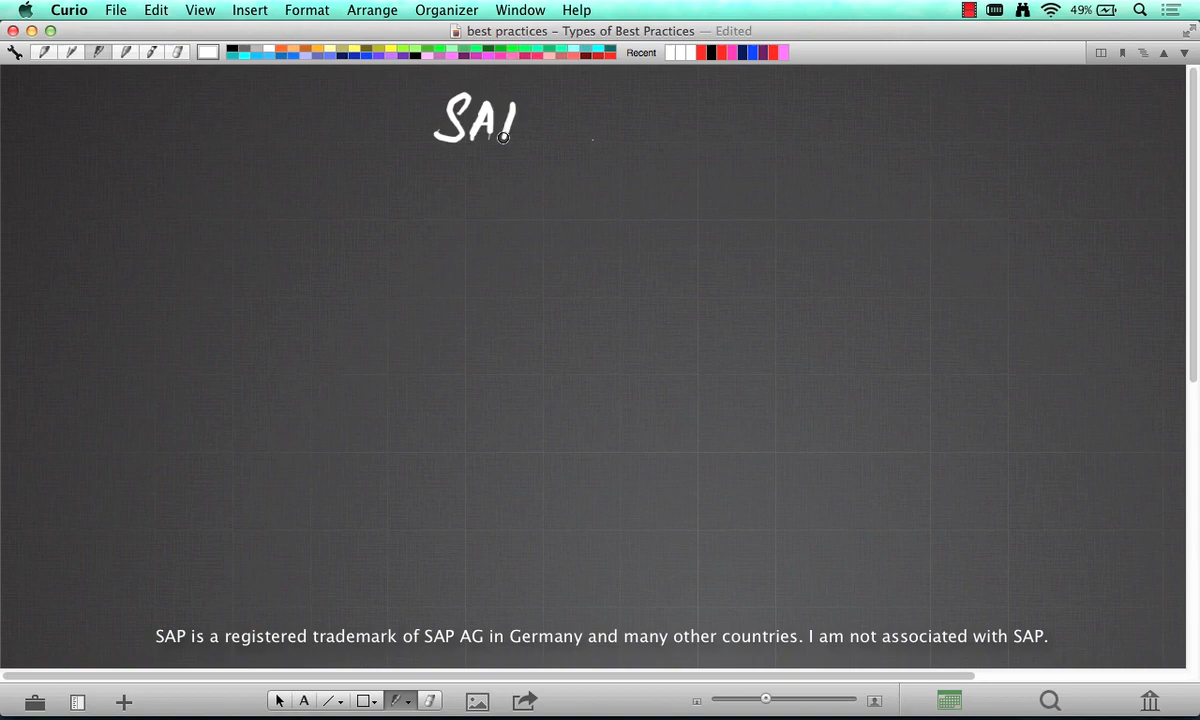 Curio File Edit View Insert Format Arrange Organizer Window Help 49%
best practices – Types of Best Practices — Edited
Recent
SAI
A
SAP is a registered trademark of SAP AG in Germany and many other countries. I am not associated with SAP.